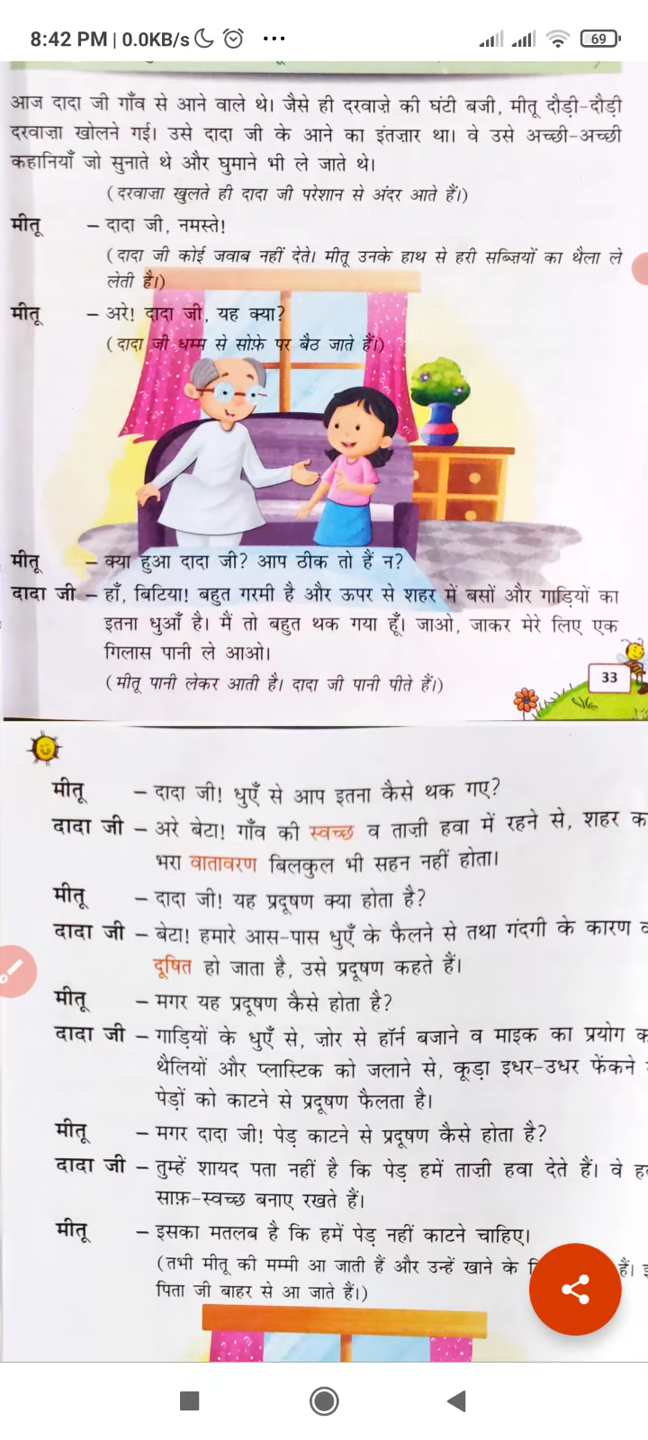 8:42 PM | 0.0KB/s ... 69
आज दादा जी गाँव से आने वाले थे। जैसे ही दरवाज़े की घंटी बजी, मीतू दौड़ी-दौड़ी
दरवाज़ा खोलने गई। उसे दादा जी के आने का इंतज़ार था। वे उसे अच्छी-अच्छी
कहानियाँ जो सुनाते थे और घुमाने भी ले जाते थे।
(दरवाज़ा खुलते ही दादा जी परेशान से अंदर आते हैं।)
मीतू – दादा जी, नमस्ते!
(दादा जी कोई जवाब नहीं देते। मीतू उनके हाथ से हरी सब्ज़ियों का थैला ले
लेती है।)
मीतू – अरे! दादा जी, यह क्या?
(दादा जी धम्म से सोफ़े पर बैठ जाते हैं।)
मीतू – क्या हुआ दादा जी? आप ठीक तो हैं न?
दादा जी – हाँ, बिटिया! बहुत गरमी है और ऊपर से शहर में बसों और गाड़ियों का
इतना धुआँ है। मैं तो बहुत थक गया हूँ। जाओ, जाकर मेरे लिए एक
गिलास पानी ले आओ।
(मीतू पानी लेकर आती है। दादा जी पानी पीते हैं।)
33
मीतू – दादा जी! धुएँ से आप इतना कैसे थक गए?
दादा जी – अरे बेटा! गाँव की स्वच्छ व ताज़ी हवा में रहने से, शहर
भरा वातावरण बिलकुल भी सहन नहीं होता।
मीतू – दादा जी! यह प्रदूषण क्या होता है?
दादा जी – बेटा! हमारे आस-पास धुएँ के फैलने से तथा गंदगी के कारण
दूषित हो जाता है, उसे प्रदूषण कहते हैं।
मीतू – मगर यह प्रदूषण कैसे होता है?
दादा जी – गाड़ियों के धुएँ से, ज़ोर से हॉर्न बजाने व माइक का प्रयोग
थैलियों और प्लास्टिक को जलाने से, कूड़ा इधर-उधर फेंकने
पेड़ों को काटने से प्रदूषण फैलता है।
मीतू – मगर दादा जी! पेड़ काटने से प्रदूषण कैसे होता है?
दादा जी – तुम्हें शायद पता नहीं है कि पेड़ हमें ताज़ी हवा देते हैं। वे
साफ़-स्वच्छ बनाए रखते हैं।
मीतू – इसका मतलब है कि हमें पेड़ नहीं काटने चाहिए।
(तभी मीतू की मम्मी आ जाती हैं और उन्हें खाने के हैं।
पिता जी बाहर से आ जाते हैं।)